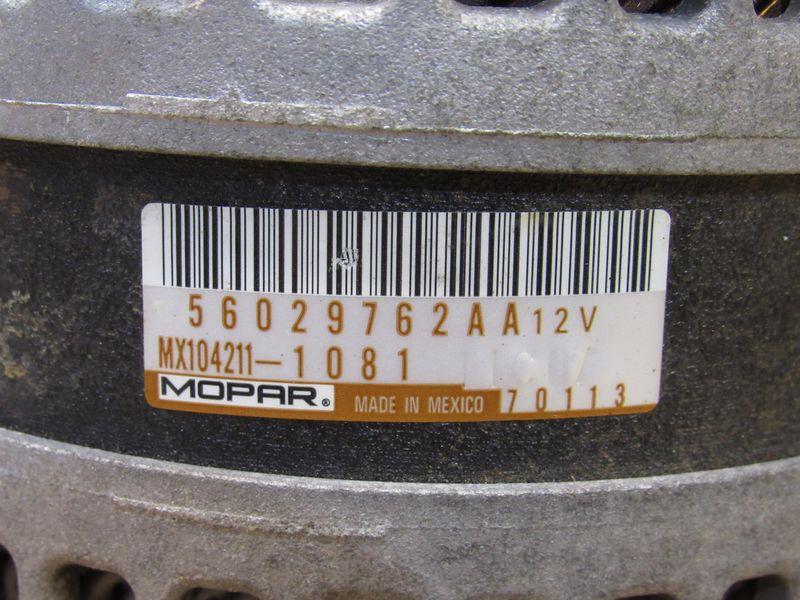 56029762AA 12V
MX104211-1081
MOPAR® MADE IN MEXICO 70113